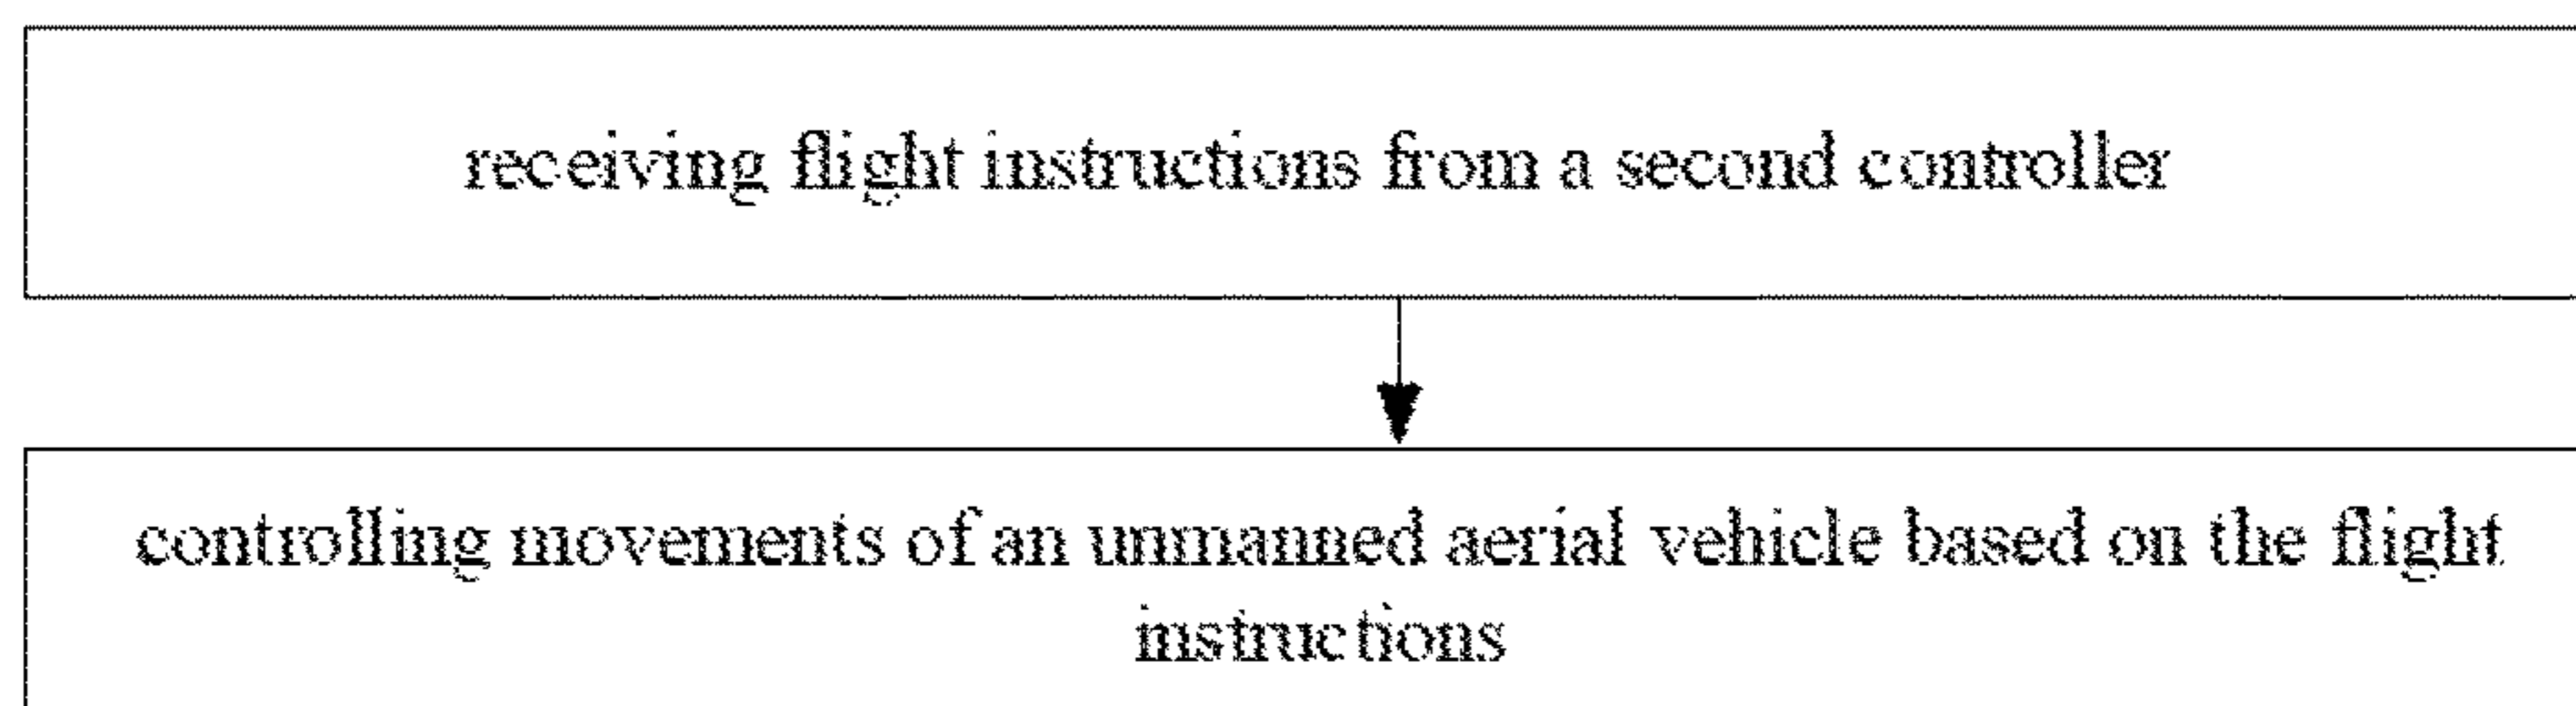 receiving flight instructions from a second controller
controlling movements of an unmanned aerial vehicle based on the flight
instructions